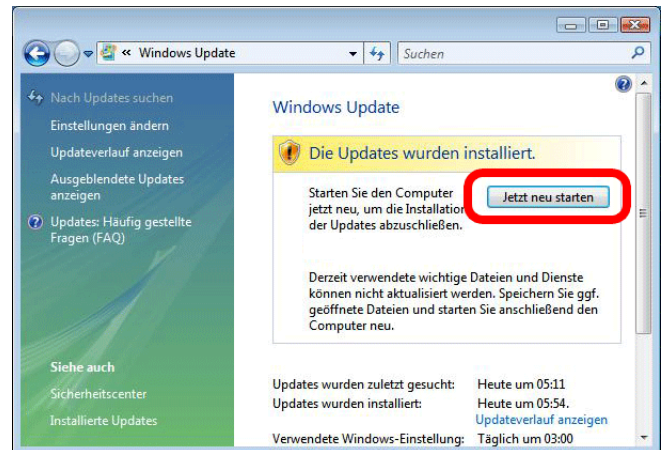 « Windows Update
Suchen
Nach Updates suchen
Einstellungen ändern
Updateverlauf anzeigen
Ausgeblendete Updates
anzeigen
Updates: Häufig gestellte
Fragen (FAQ)
Siehe auch
Sicherheitscenter
Installierte Updates
Windows Update
Die Updates wurden installiert.
Starten Sie den Computer
jetzt neu, um die Installation
der Updates abzuschließen.
Jetzt neu starten
Derzeit verwendete wichtige Dateien und Dienste
können nicht aktualisiert werden. Speichern Sie ggf.
geöffnete Dateien und starten Sie anschließend den
Computer neu.
Updates wurden zuletzt gesucht: Heute um 05:11
Updates wurden installiert: Heute um 05:54.
Updateverlauf anzeigen
Verwendete Windows-Einstellung: Täglich um 03:00